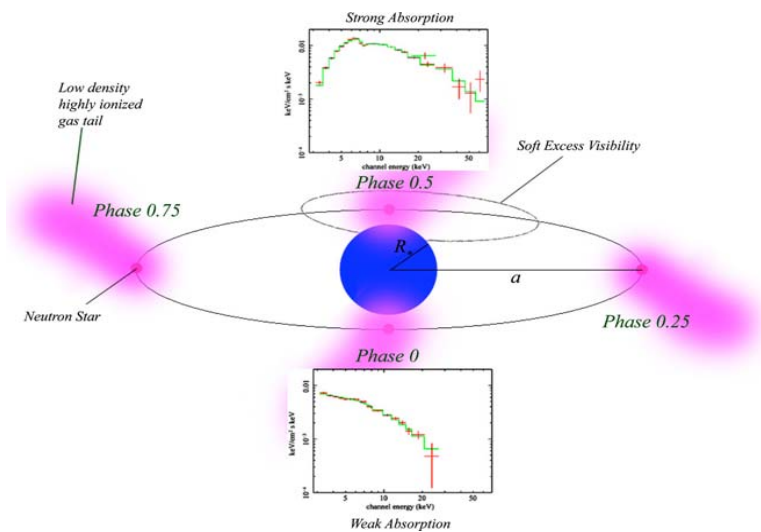 Strong Absorption
0.01
10⁻³
10⁻⁴
keV/cm² s keV
5
10
20
50
channel energy (keV)
Low density
highly ionized
gas tail
Soft Excess Visibility
Phase 0.5
Phase 0.75
R*
a
Neutron Star
Phase 0.25
Phase 0
0.01
10⁻³
10⁻⁴
keV/cm² s keV
5
10
20
50
channel energy (keV)
Weak Absorption